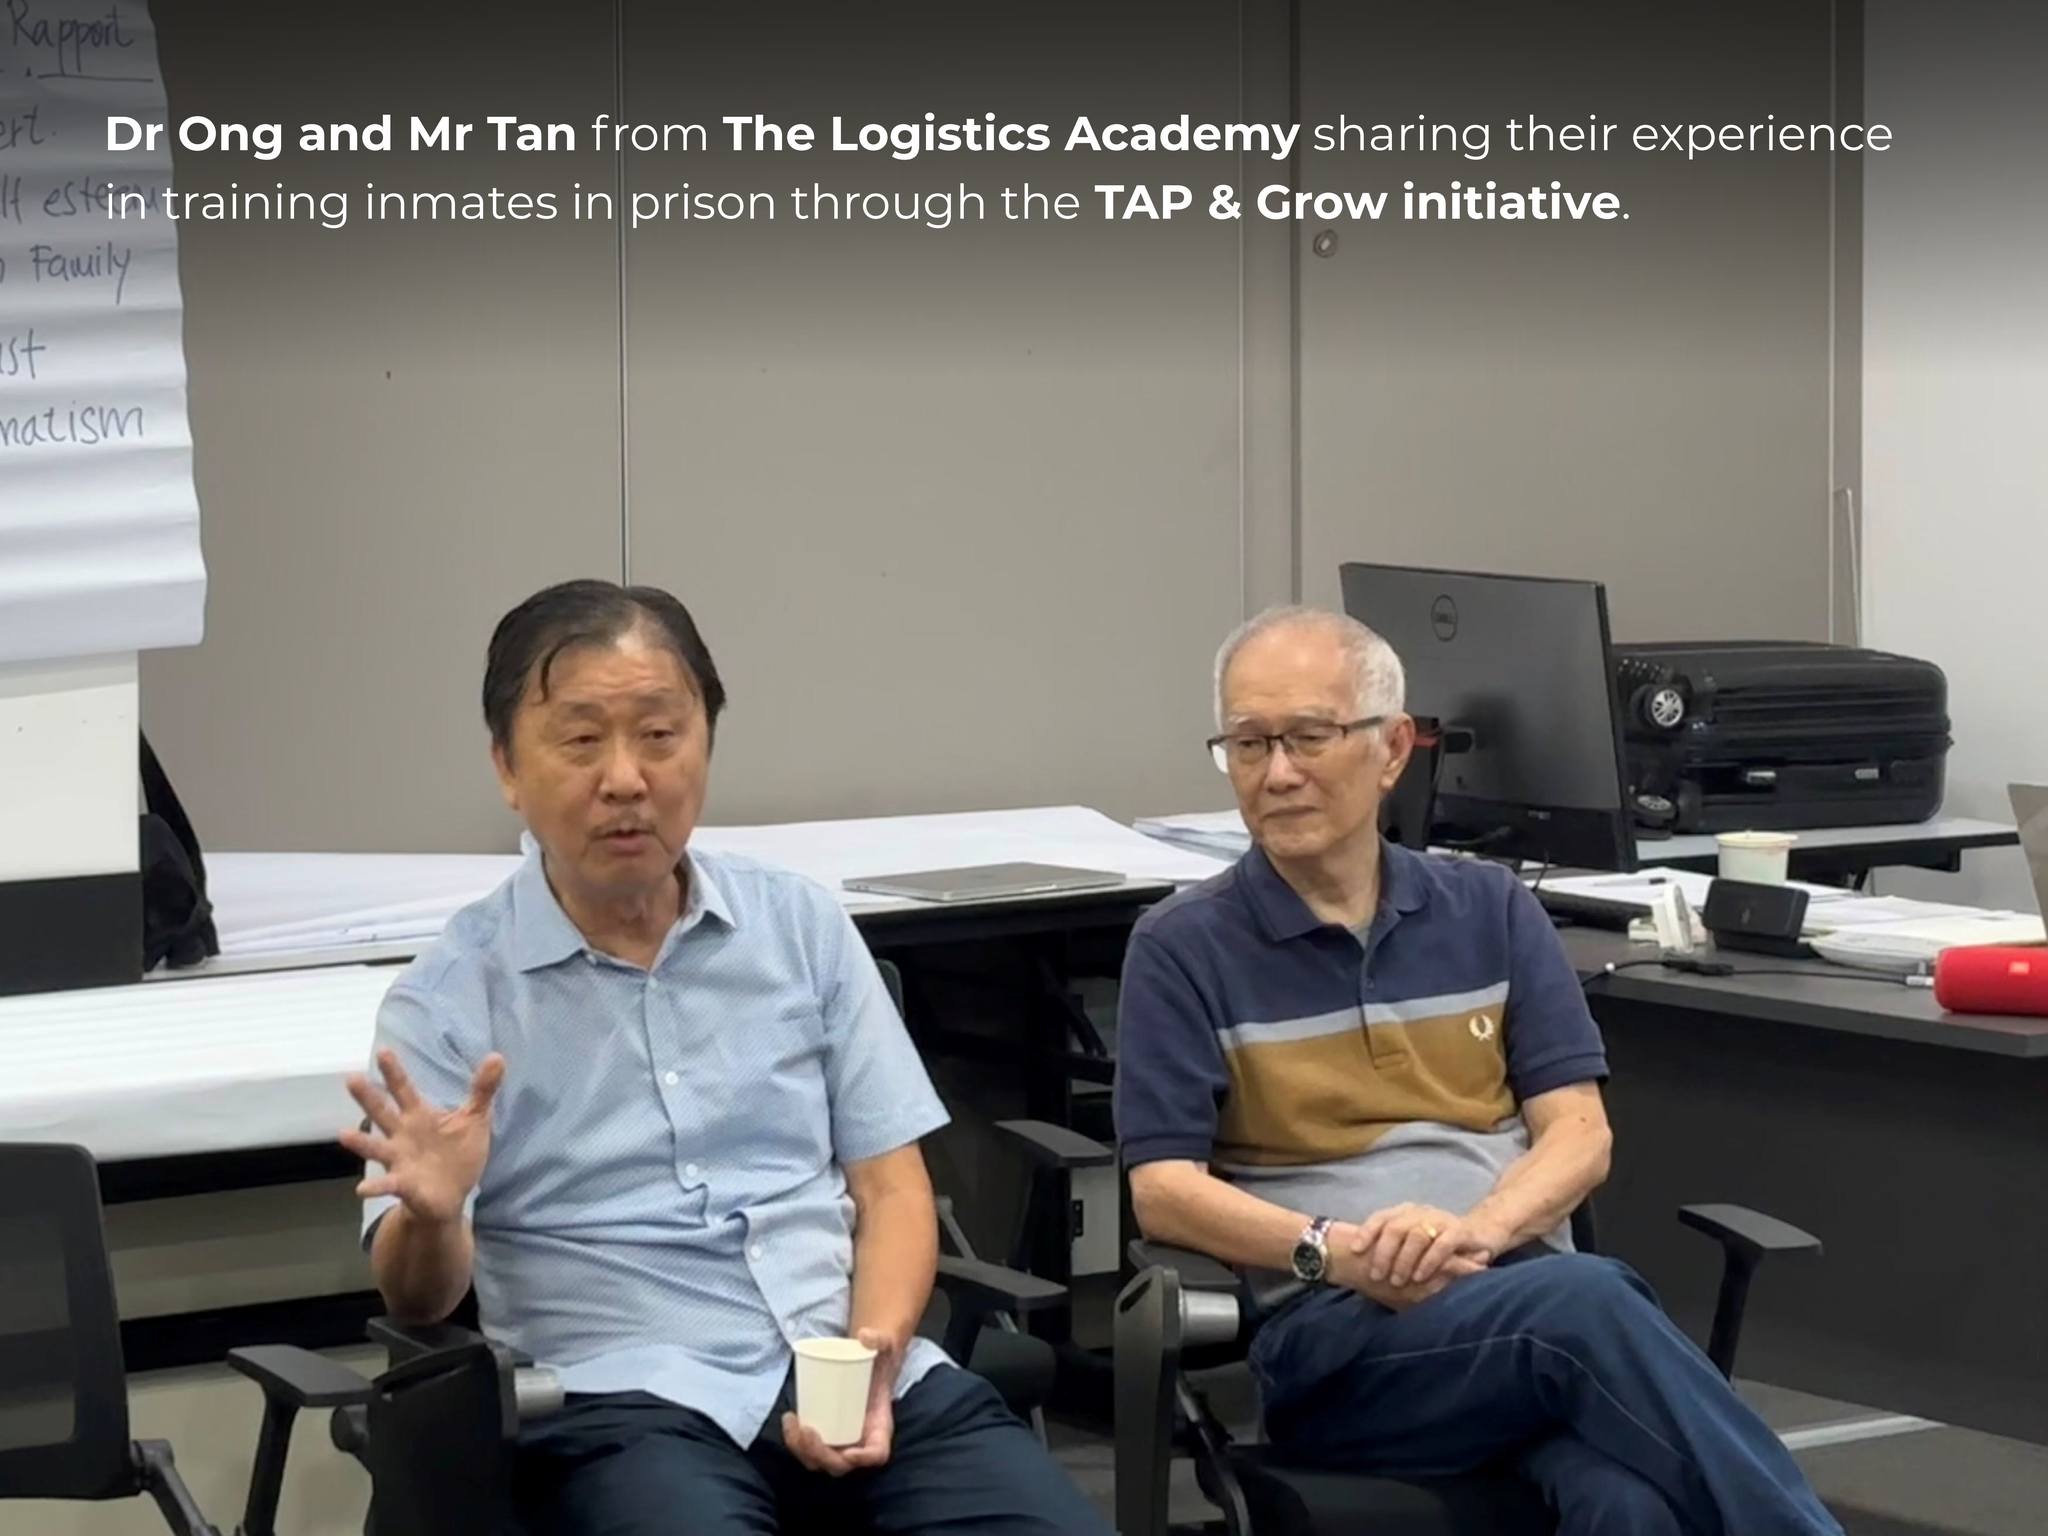 Rapport
Dr Ong and Mr Tan from The Logistics Academy sharing their experience
in training inmates in prison through the TAP & Grow initiative.
Family
DELL